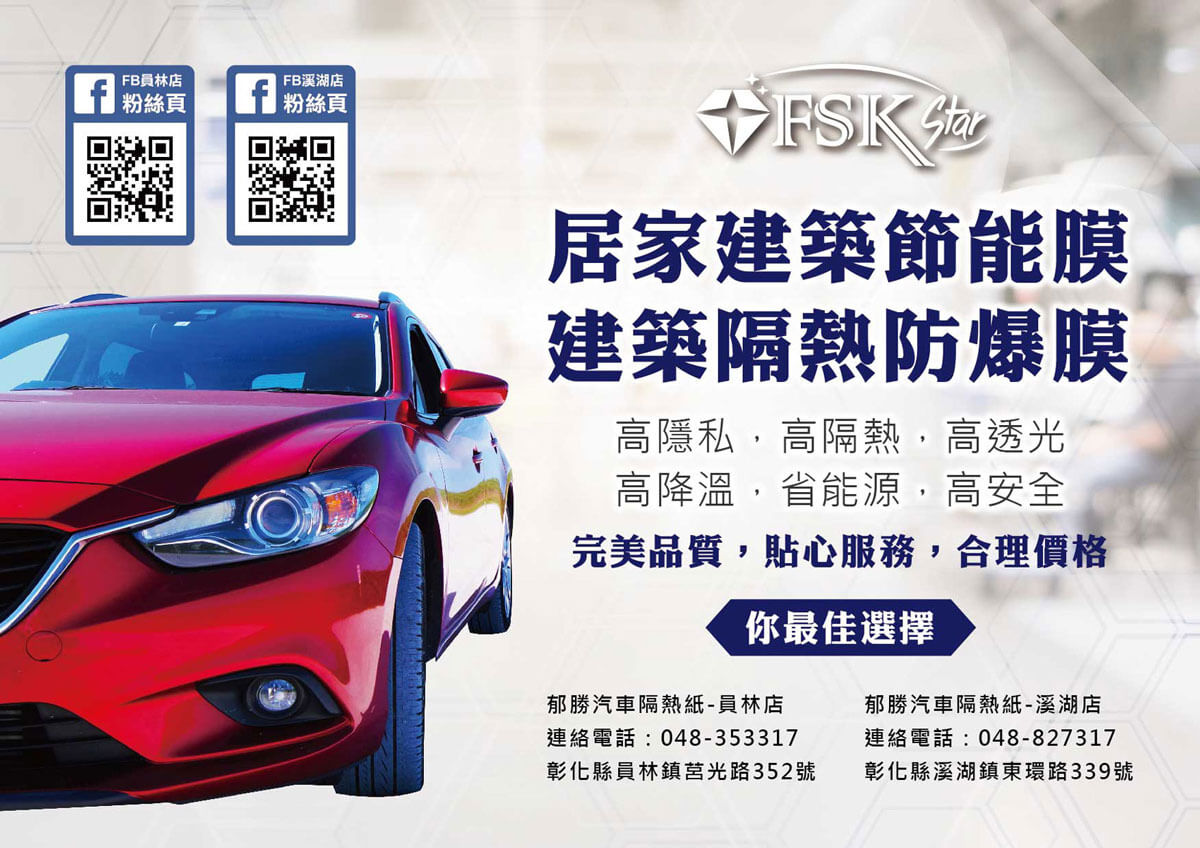 FB員林店
粉絲頁
FB溪湖店
粉絲頁
FSK Star
居家建築節能膜
建築隔熱防爆膜
高隱私，高隔熱，高透光
高降溫，省能源，高安全
完美品質，貼心服務，合理價格
你最佳選擇
郁勝汽車隔熱紙-員林店
連絡電話：048-353317
彰化縣員林鎮莒光路352號
郁勝汽車隔熱紙-溪湖店
連絡電話：048-827317
彰化縣溪湖鎮東環路339號